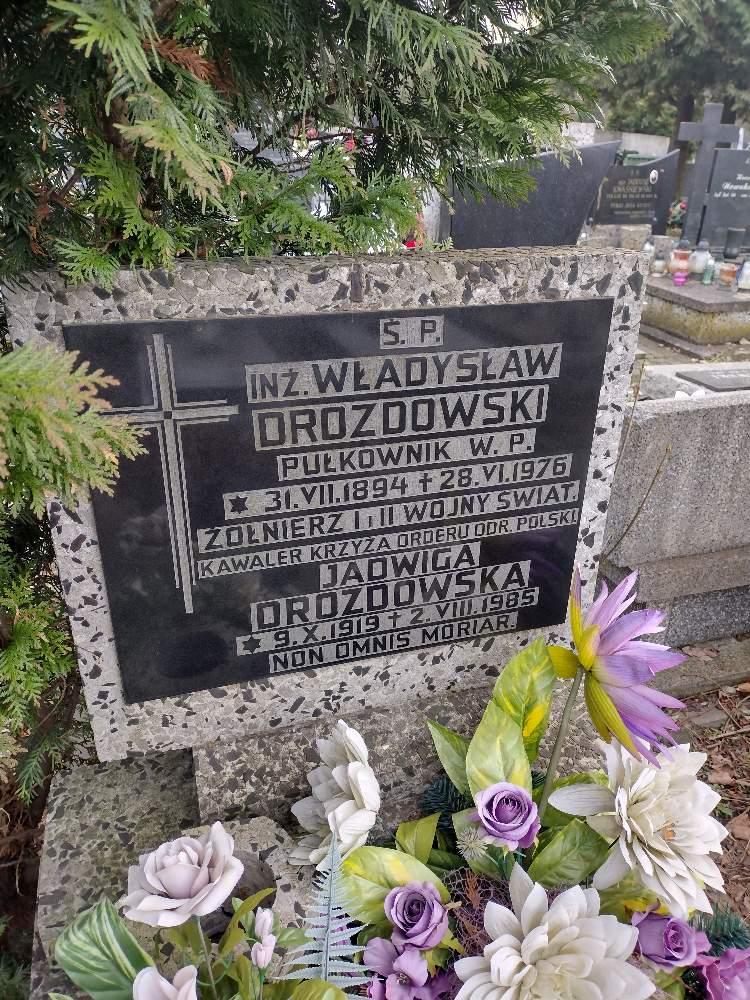 Ś. P.
INŻ. WŁADYSŁAW
DROZDOWSKI
PUŁKOWNIK W. P.
✶ 31.VII.1894 ✝ 28.VI.1976
ŻOŁNIERZ I i II WOJNY ŚWIAT.
KAWALER KRZYŻA ORDERU ODR. POLSKI
JADWIGA
DROZDOWSKA
✶ 9.X.1919 ✝ 2.VIII.1985
NON OMNIS MORIAR.